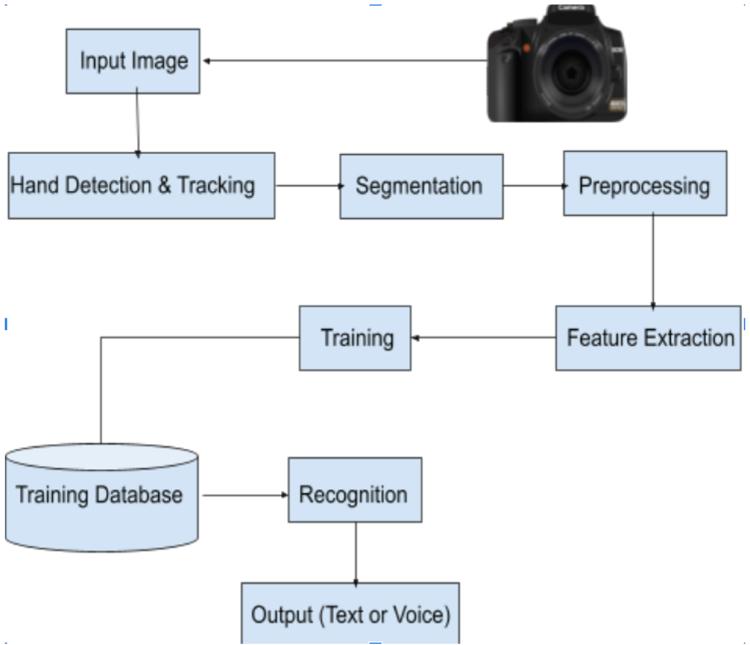 Camera
Input Image
Hand Detection & Tracking
Segmentation
Preprocessing
Feature Extraction
Training
Training Database
Recognition
Output (Text or Voice)